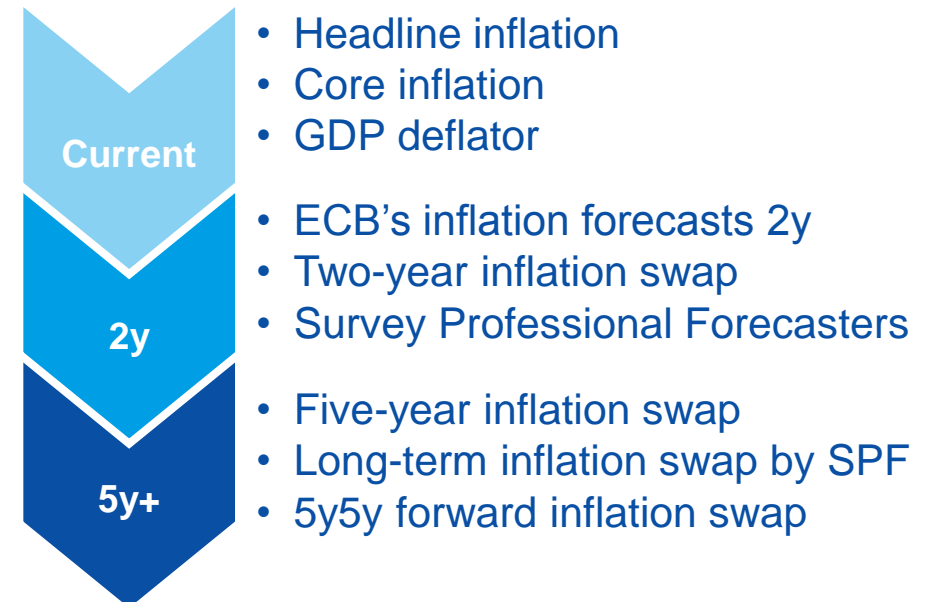 • Headline inflation
• Core inflation
• GDP deflator
Current
• ECB’s inflation forecasts 2y
• Two-year inflation swap
• Survey Professional Forecasters
2y
• Five-year inflation swap
• Long-term inflation swap by SPF
• 5y5y forward inflation swap
5y+